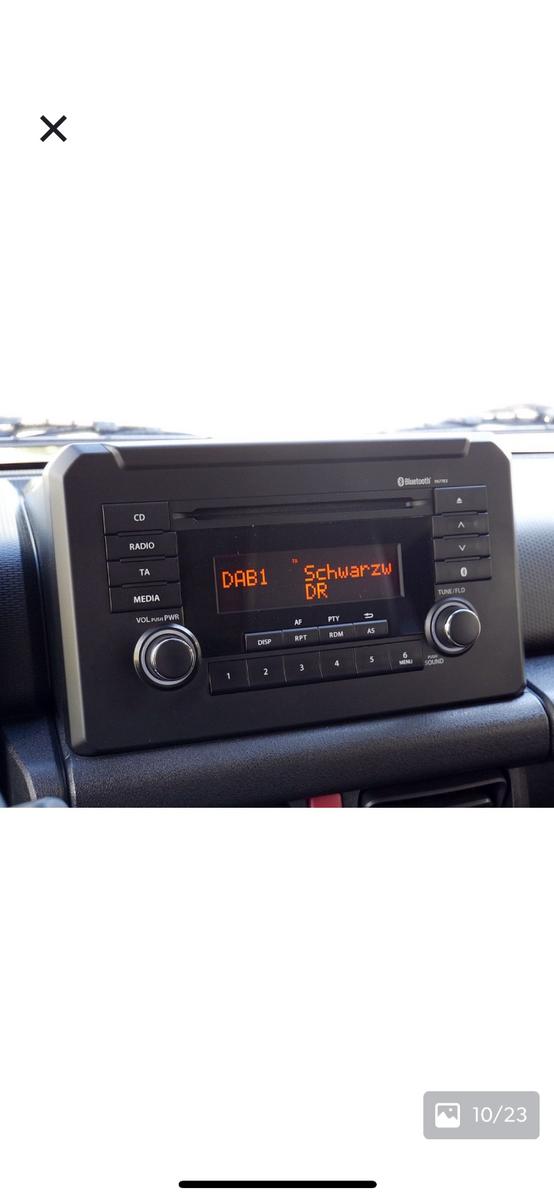 Bluetooth
CD
RADIO
TA
MEDIA
VOL PUSH PWR
DAB1
Schwarzw
DR
TUNE/FLD
AF
PTY
DISP
RPT
RDM
AS
1
2
3
4
5
6
MENU
PUSH
SOUND
10/23